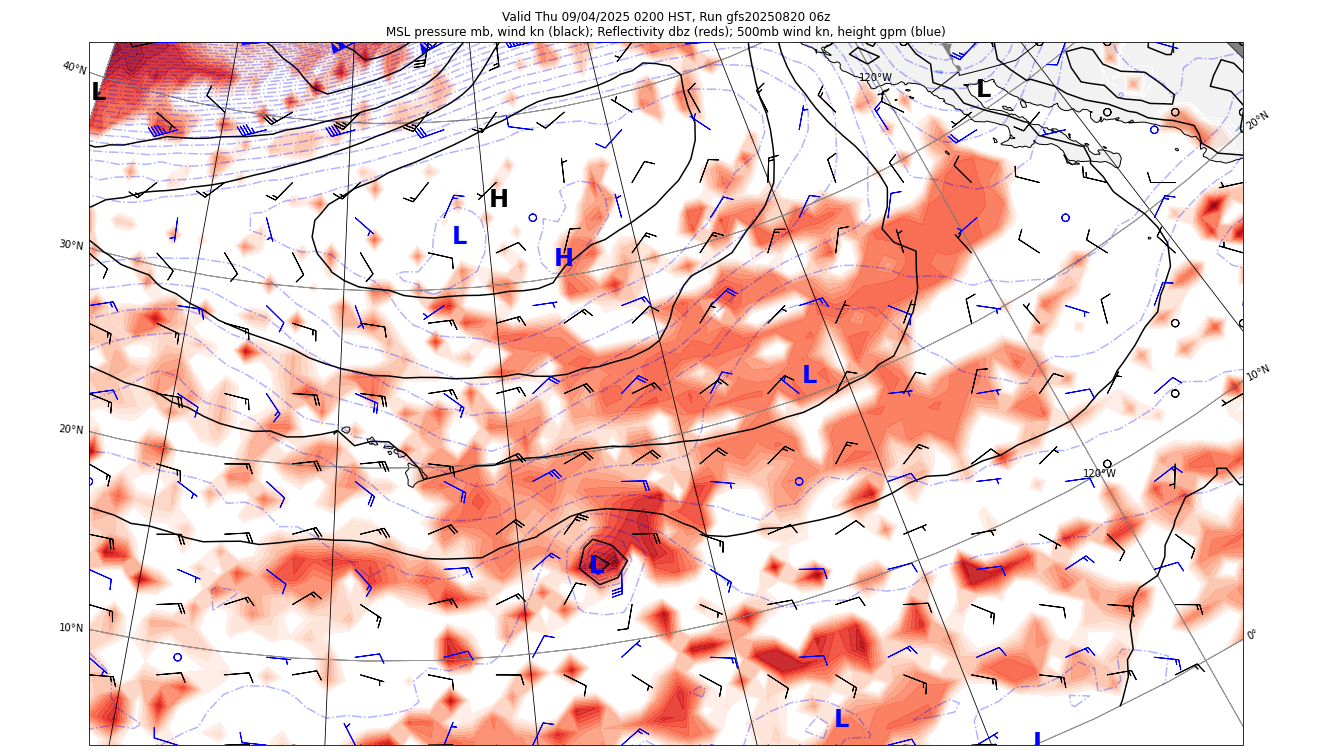 Valid Thu 09/04/2025 0200 HST, Run gfs20250820 06z
MSL pressure mb, wind kn (black); Reflectivity dbz (reds); 500mb wind kn, height gpm (blue)
40°N
120°W
L
L
20°N
H
L
30°N
H
L
10°N
20°N
120°W
L
10°N
0°
L
L